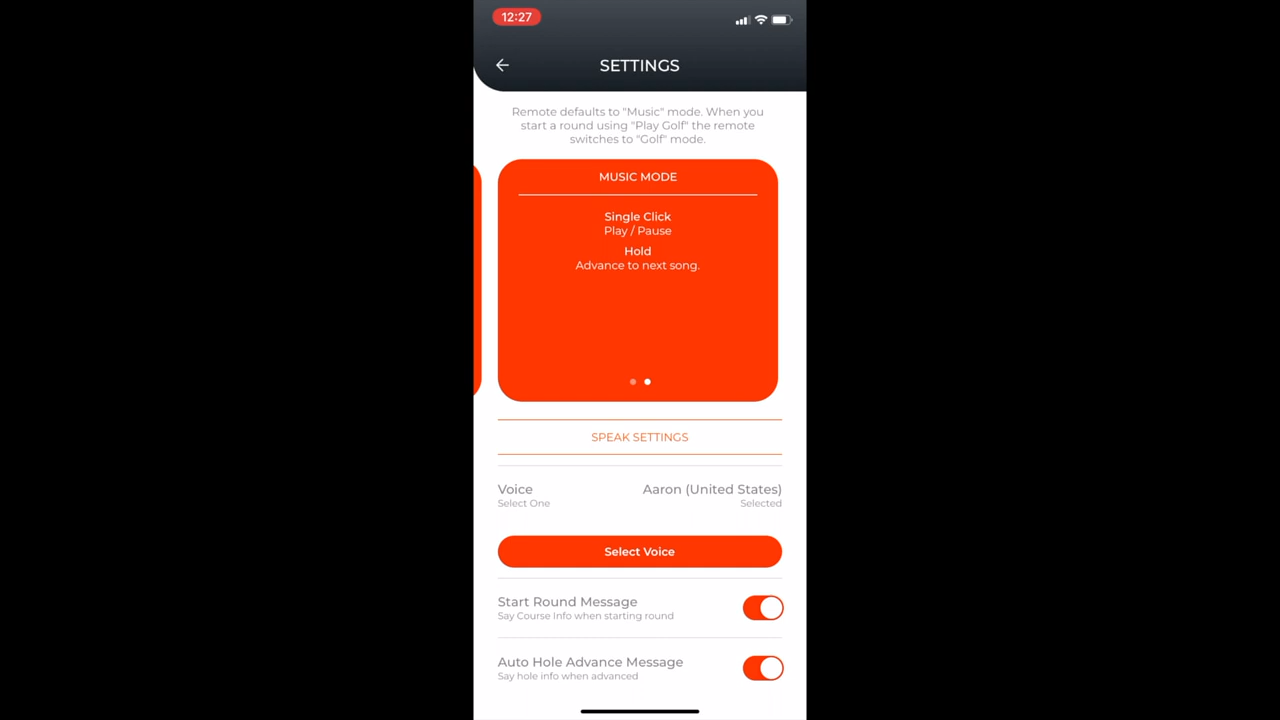 12:27
SETTINGS
Remote defaults to "Music" mode. When you
start a round using "Play Golf" the remote
switches to "Golf" mode.
MUSIC MODE
Single Click
Play / Pause
Hold
Advance to next song.
SPEAK SETTINGS
Voice
Aaron (United States)
Select One
Selected
Select Voice
Start Round Message
Say Course Info when starting round
Auto Hole Advance Message
Say hole info when advanced